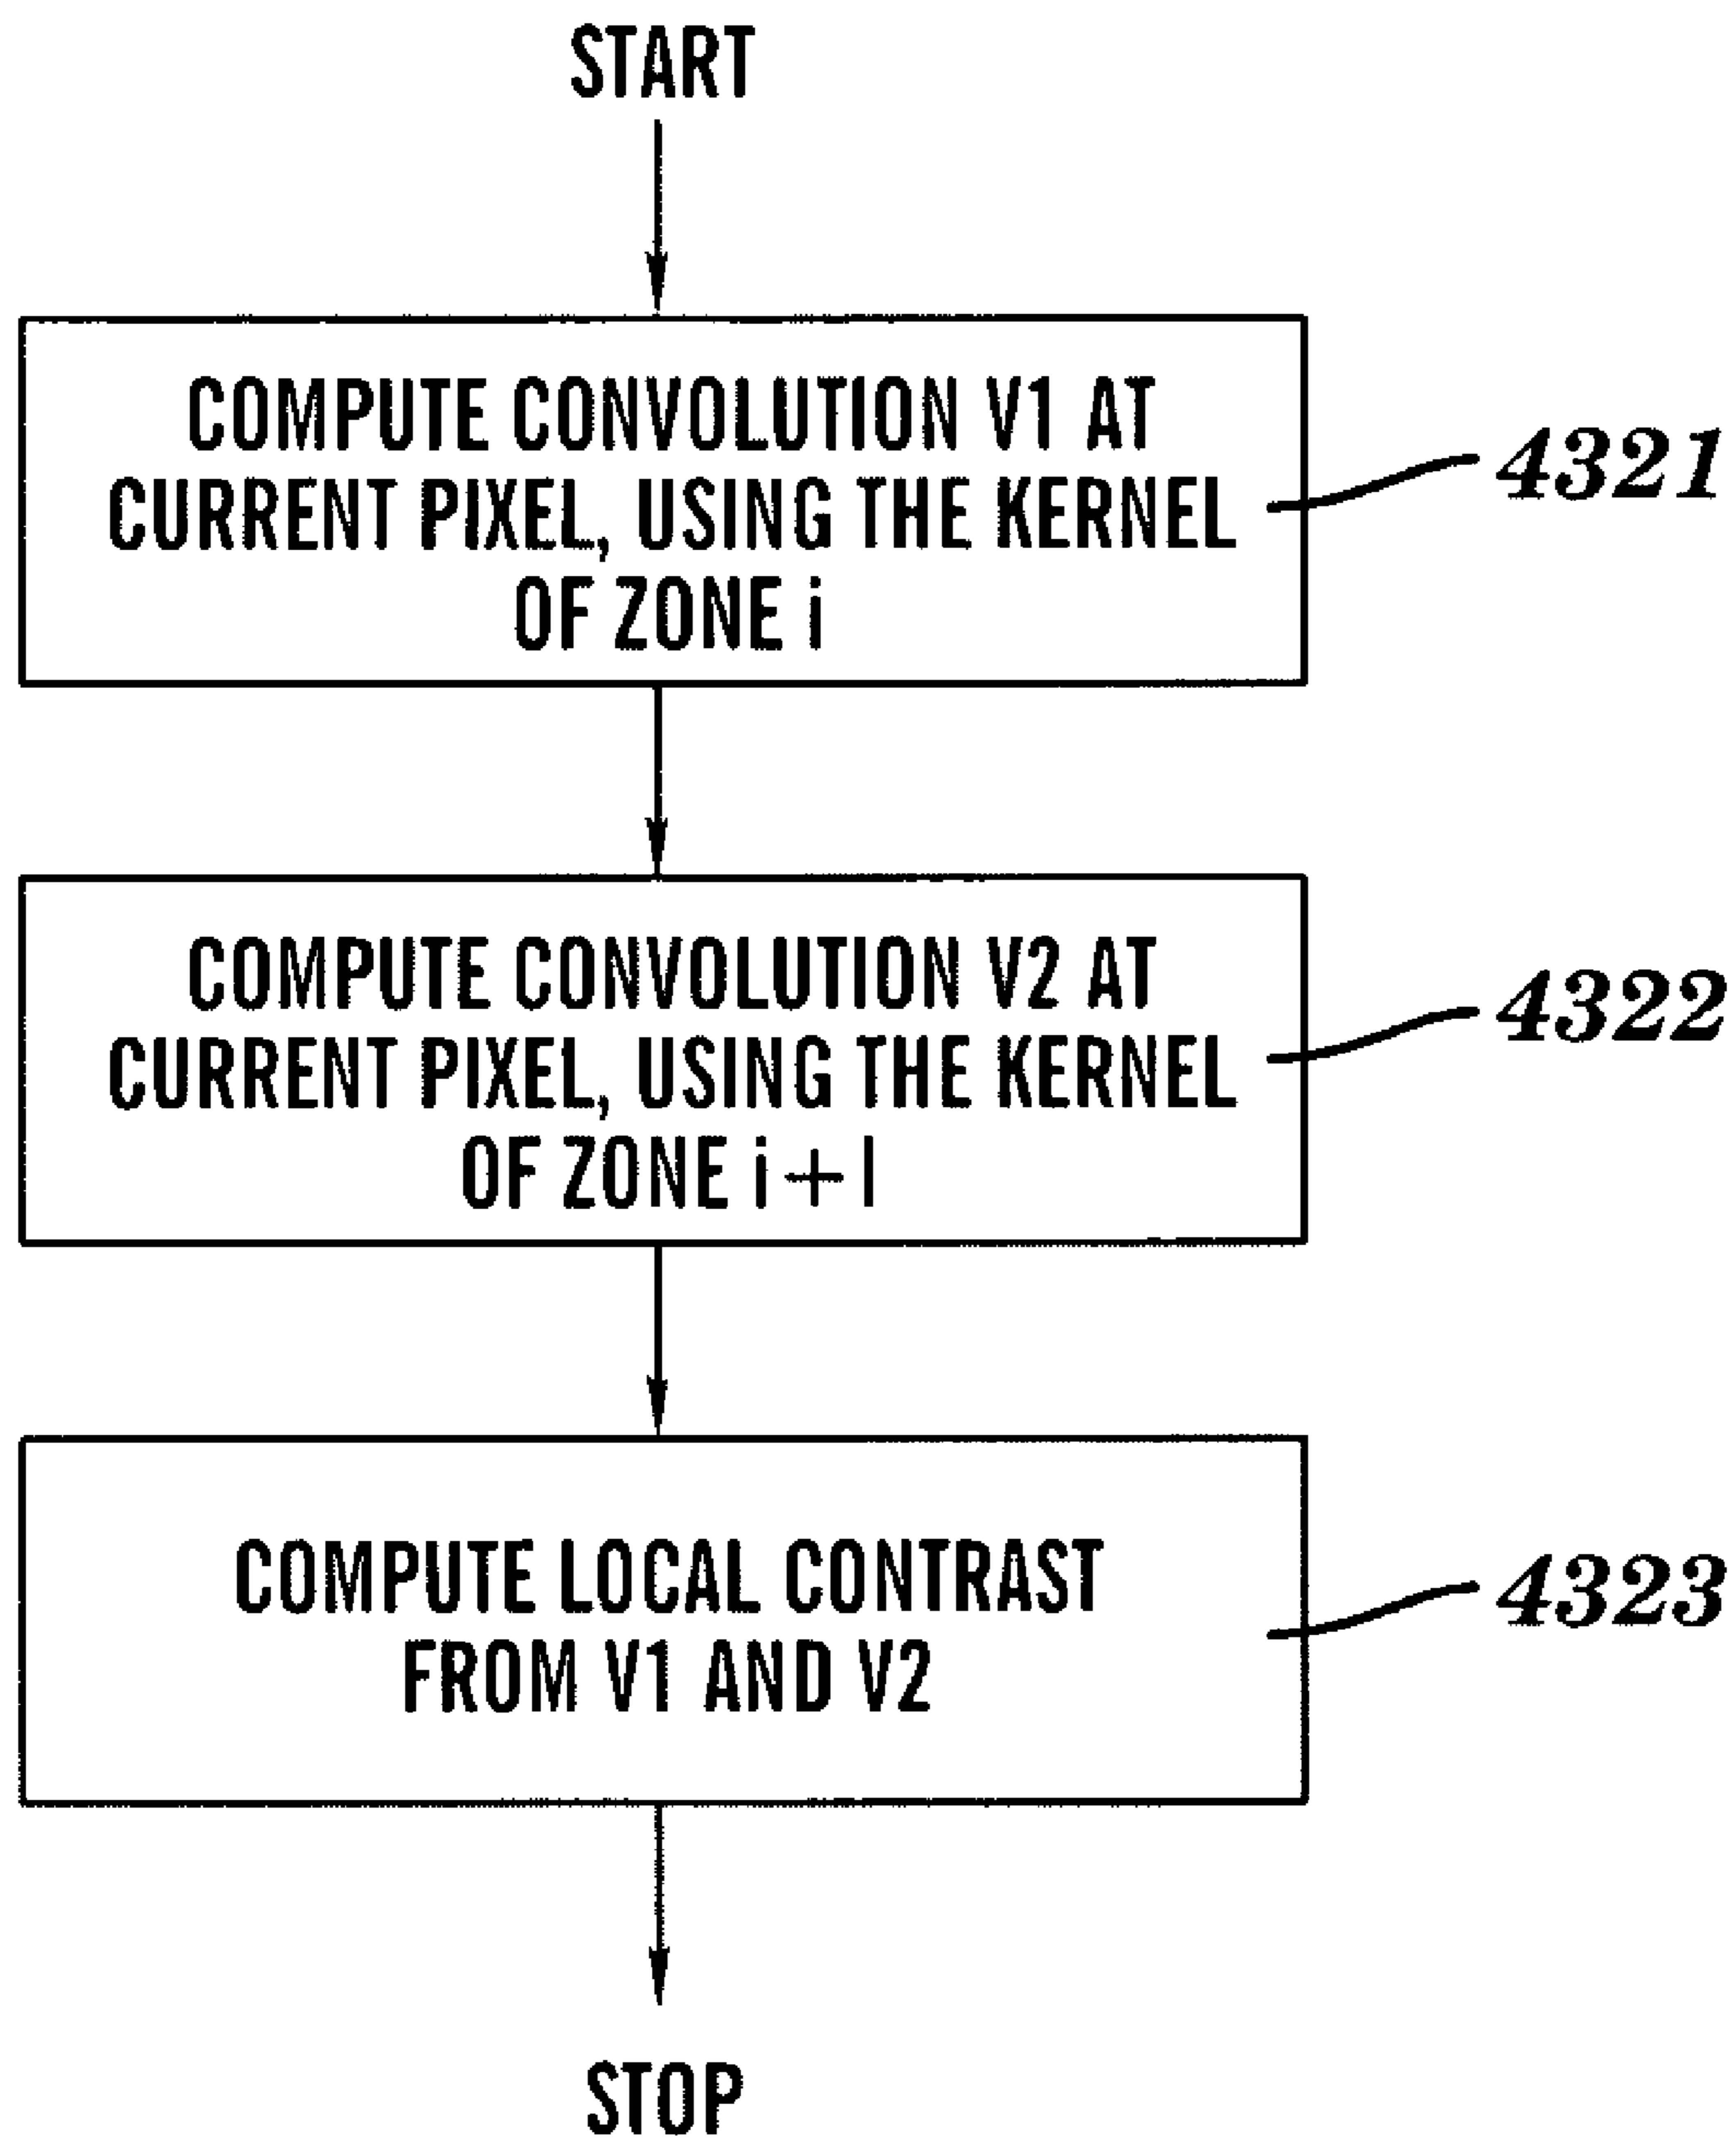 START
COMPUTE CONVOLUTION V1 AT
CURRENT PIXEL, USING THE KERNEL
OF ZONE i
4321
COMPUTE CONVOLUTION V2 AT
CURRENT PIXEL, USING THE KERNEL
OF ZONE i + l
4322
COMPUTE LOCAL CONTRAST
FROM V1 AND V2
4323
STOP